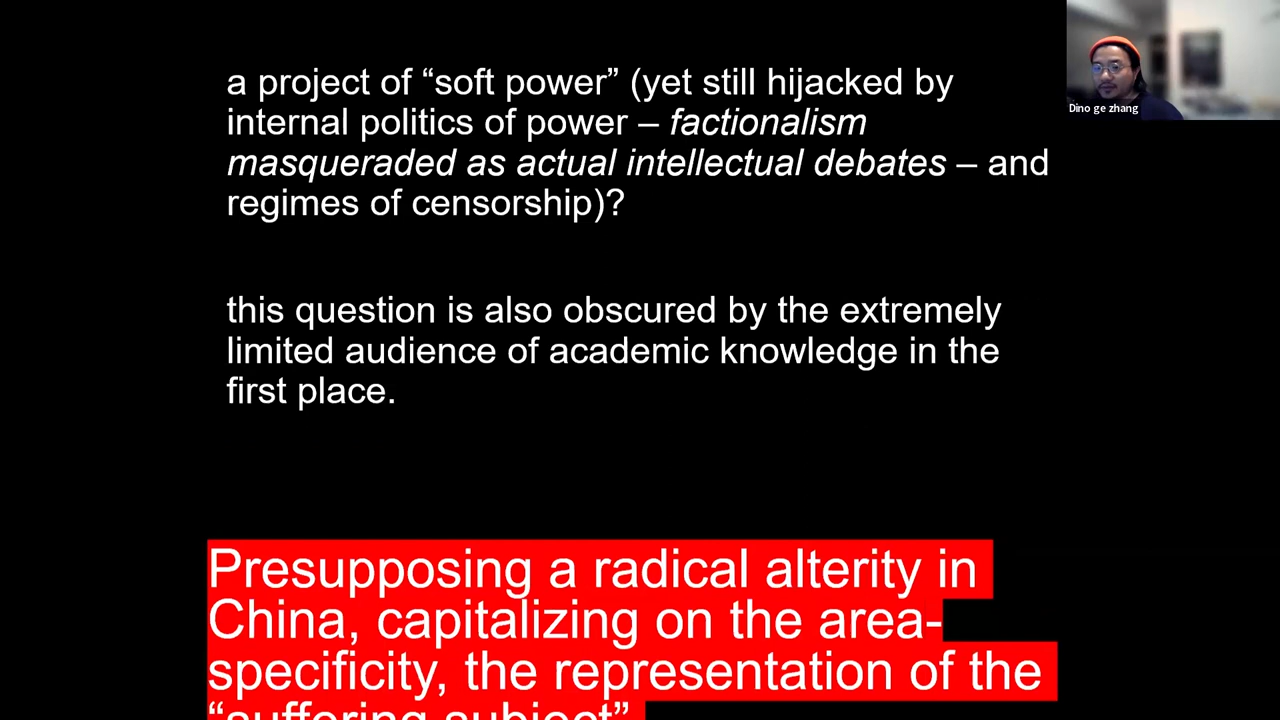 a project of “soft power” (yet still hijacked by
internal politics of power – factionalism
masqueraded as actual intellectual debates – and
regimes of censorship)?
this question is also obscured by the extremely
limited audience of academic knowledge in the
first place.
Presupposing a radical alterity in
China, capitalizing on the area-
specificity, the representation of the
“suffering subject”
Dino ge zhang